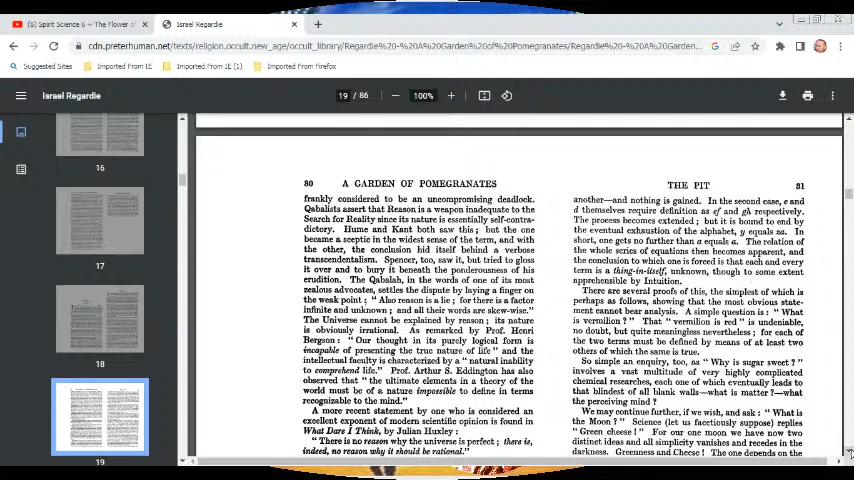 (6) Spirit Science 6 ~ The Flower of
Israel Regardie
cdn.preterhuman.net/texts/religion.occult.new_age/occult_library/Regardie%20-%20A%20Garden%20of%20Pomegranates/Regardie%20-%20A%20Garden...
Suggested Sites
Imported From IE
Imported From IE (1)
Imported From Firefox
Israel Regardie
19 / 86
100%
16
17
18
19
80 A GARDEN OF POMEGRANATES
frankly considered to be an uncompromising deadlock.
Qabalists assert that Reason is a weapon inadequate to the
Search for Reality since its nature is essentially self-contra-
dictory. Hume and Kant both saw this; but the one
became a sceptic in the widest sense of the term, and with
the other, the conclusion hid itself behind a verbose
transcendentalism. Spencer, too, saw it, but tried to gloss
it over and to bury it beneath the ponderousness of his
erudition. The Qabalah, in the words of one of its most
zealous advocates, settles the dispute by laying a finger on
the weak point; " Also reason is a lie; for there is a factor
infinite and unknown; and all their words are skew-wise."
The Universe cannot be explained by reason; its nature
is obviously irrational. As remarked by Prof. Henri
Bergson: " Our thought in its purely logical form is
incapable of presenting the true nature of life " and the
intellectual faculty is characterized by a " natural inability
to comprehend life." Prof. Arthur S. Eddington has also
observed that " the ultimate elements in a theory of the
world must be of a nature impossible to define in terms
recognizable to the mind."
A more recent statement by one who is considered an
excellent exponent of modern scientific opinion is found in
What Dare I Think, by Julian Huxley:
" There is no reason why the universe is perfect; there is,
indeed, no reason why it should be rational."
THE PIT 81
another—and nothing is gained. In the second case, c and
d themselves require definition as ef and gh respectively.
The process becomes extended; but it is bound to end by
the eventual exhaustion of the alphabet, y equals za. In
short, one gets no further than a equals a. The relation of
the whole series of equations then becomes apparent, and
the conclusion to which one is forced is that each and every
term is a thing-in-itself, unknown, though to some extent
apprehensible by Intuition.
There are several proofs of this, the simplest of which is
perhaps as follows, showing that the most obvious state-
ment cannot bear analysis. A simple question is: " What
is vermilion? " That " vermilion is red " is undeniable,
no doubt, but quite meaningless nevertheless; for each of
the two terms must be defined by means of at least two
others of which the same is true.
So simple an enquiry, too, as " Why is sugar sweet? "
involves a vast multitude of very highly complicated
chemical researches, each one of which eventually leads to
that blindest of all blank walls—what is matter?—what
the perceiving mind?
We may continue further, if we wish, and ask: " What is
the Moon? " Science (let us facetiously suppose) replies
" Green cheese! " For our one moon we have now two
distinct ideas and all simplicity vanishes and recedes in the
darkness. Greenness and Cheese! The one depends on the